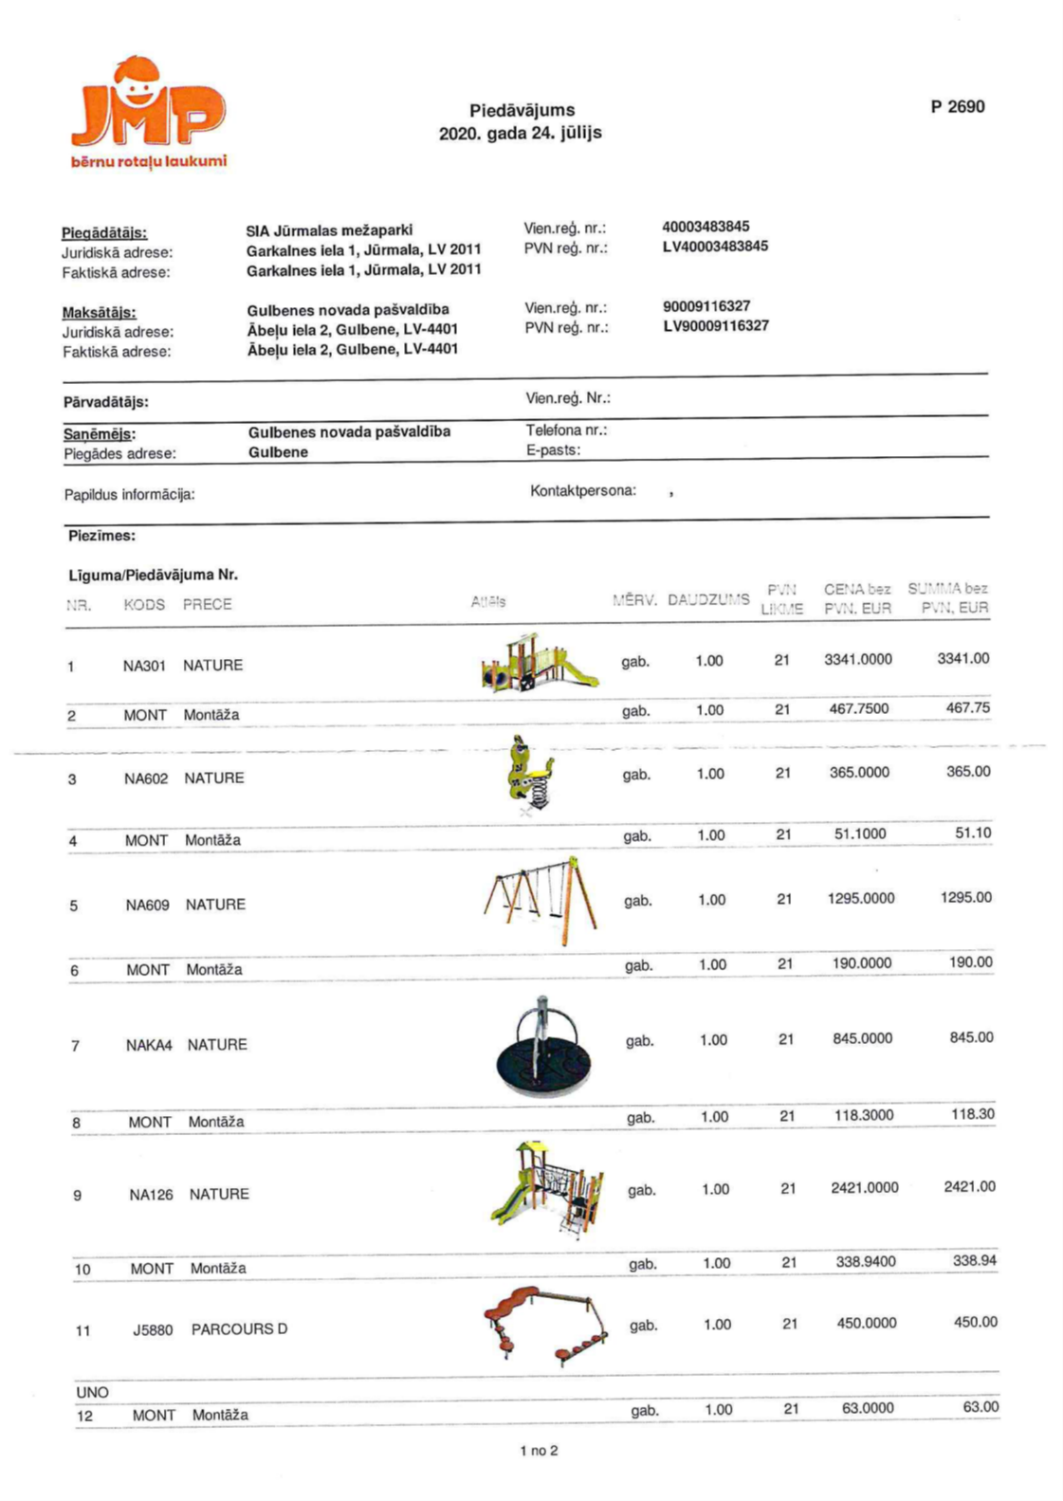 JMP
bērnu rotaļu laukumi
Piedāvājums
2020. gada 24. jūlijs
P 2690
Piegādātājs: SIA Jūrmalas mežaparki Vien.reģ. nr.: 40003483845
Juridiskā adrese: Garkalnes iela 1, Jūrmala, LV 2011 PVN reģ. nr.: LV40003483845
Faktiskā adrese: Garkalnes iela 1, Jūrmala, LV 2011
Maksātājs: Gulbenes novada pašvaldība Vien.reģ. nr.: 90009116327
Juridiskā adrese: Ābeļu iela 2, Gulbene, LV-4401 PVN reģ. nr.: LV90009116327
Faktiskā adrese: Ābeļu iela 2, Gulbene, LV-4401
Pārvadātājs: Vien.reģ. Nr.:
Saņēmējs: Gulbenes novada pašvaldība Telefona nr.:
Piegādes adrese: Gulbene E-pasts:
Papildus informācija: Kontaktpersona: ,
Piezīmes:
Līguma/Piedāvājuma Nr.
NR. KODS PRECE Attēls MĒRV. DAUDZUMS PVN LIKME CENA bez PVN, EUR SUMMA bez PVN, EUR
1 NA301 NATURE gab. 1.00 21 3341.0000 3341.00
2 MONT Montāža gab. 1.00 21 467.7500 467.75
3 NA602 NATURE gab. 1.00 21 365.0000 365.00
4 MONT Montāža gab. 1.00 21 51.1000 51.10
5 NA609 NATURE gab. 1.00 21 1295.0000 1295.00
6 MONT Montāža gab. 1.00 21 190.0000 190.00
7 NAKA4 NATURE gab. 1.00 21 845.0000 845.00
8 MONT Montāža gab. 1.00 21 118.3000 118.30
9 NA126 NATURE gab. 1.00 21 2421.0000 2421.00
10 MONT Montāža gab. 1.00 21 338.9400 338.94
11 J5880 PARCOURS D gab. 1.00 21 450.0000 450.00
UNO
12 MONT Montāža gab. 1.00 21 63.0000 63.00
1 no 2